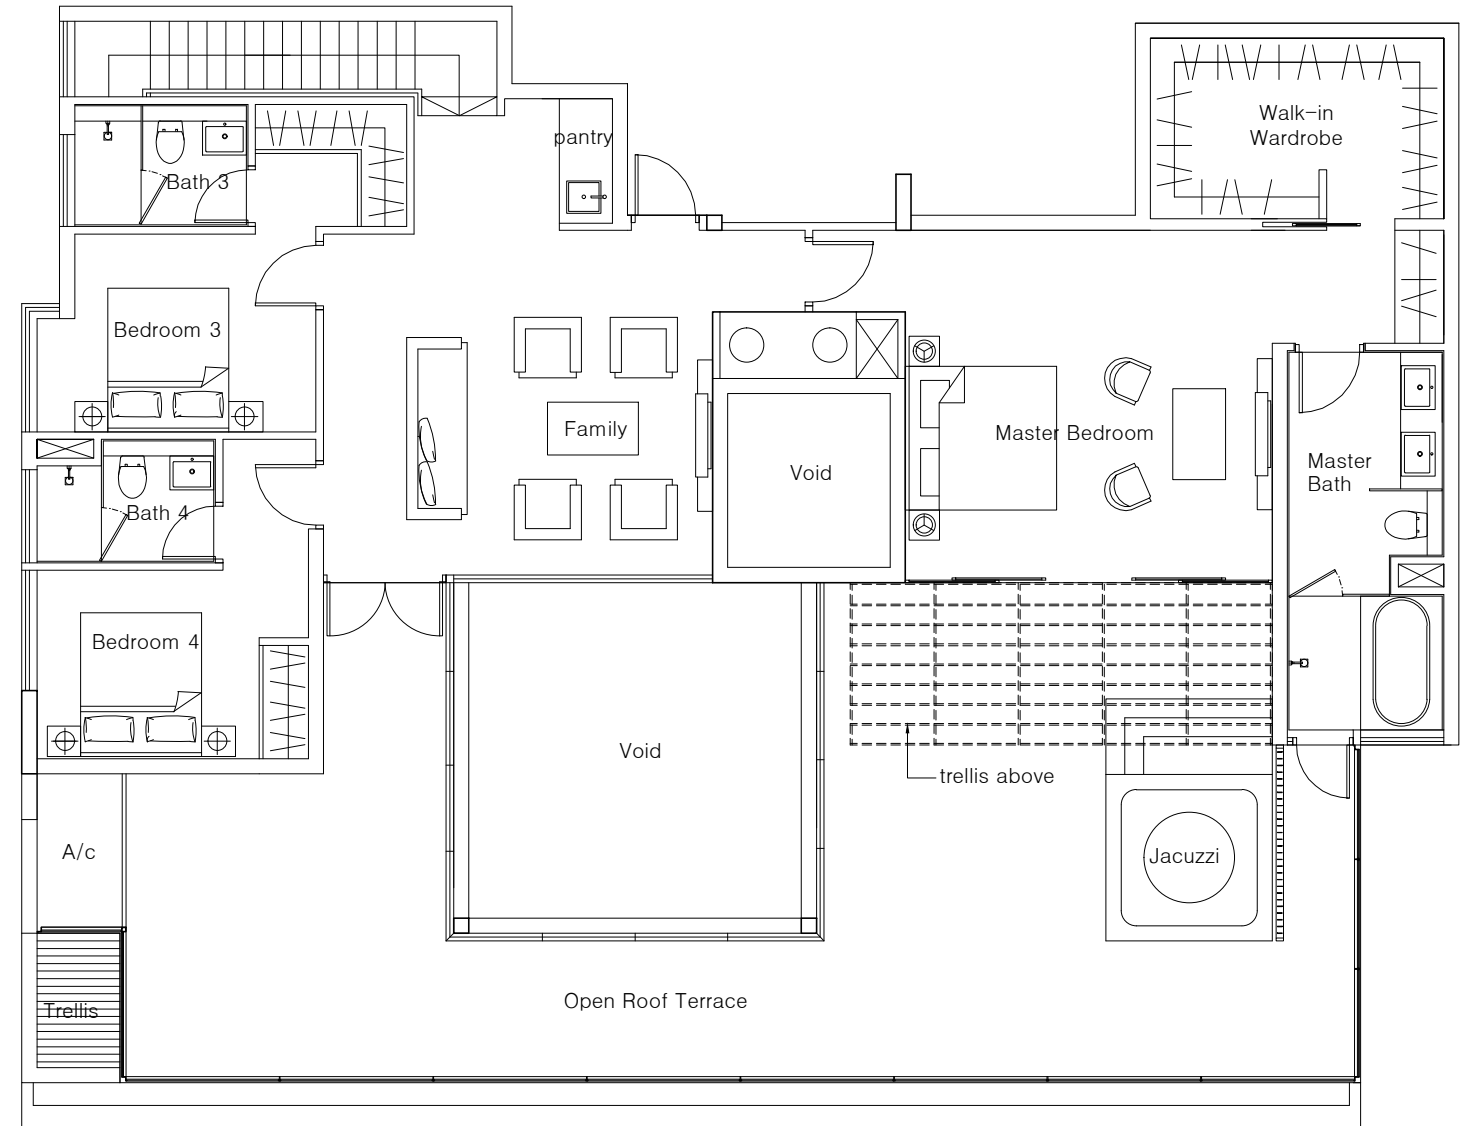 Walk-in
Wardrobe
pantry
Bath 3
Bedroom 3
Family
Master Bedroom
Void
Master
Bath
Bath 4
Bedroom 4
Void
trellis above
A/c
Jacuzzi
Open Roof Terrace
Trellis